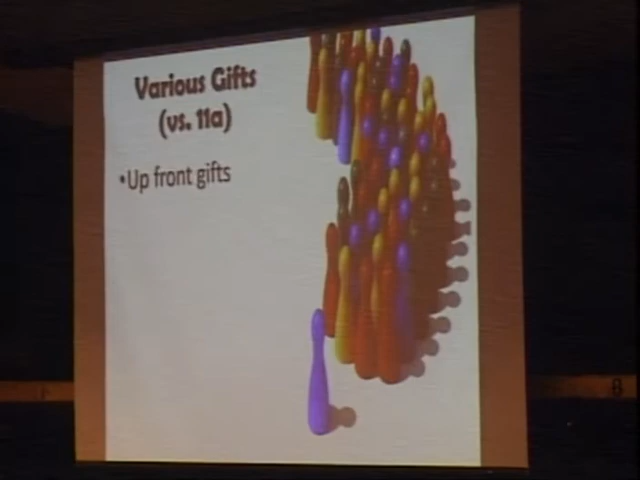 Various Gifts
(vs. 11a)
•Up front gifts